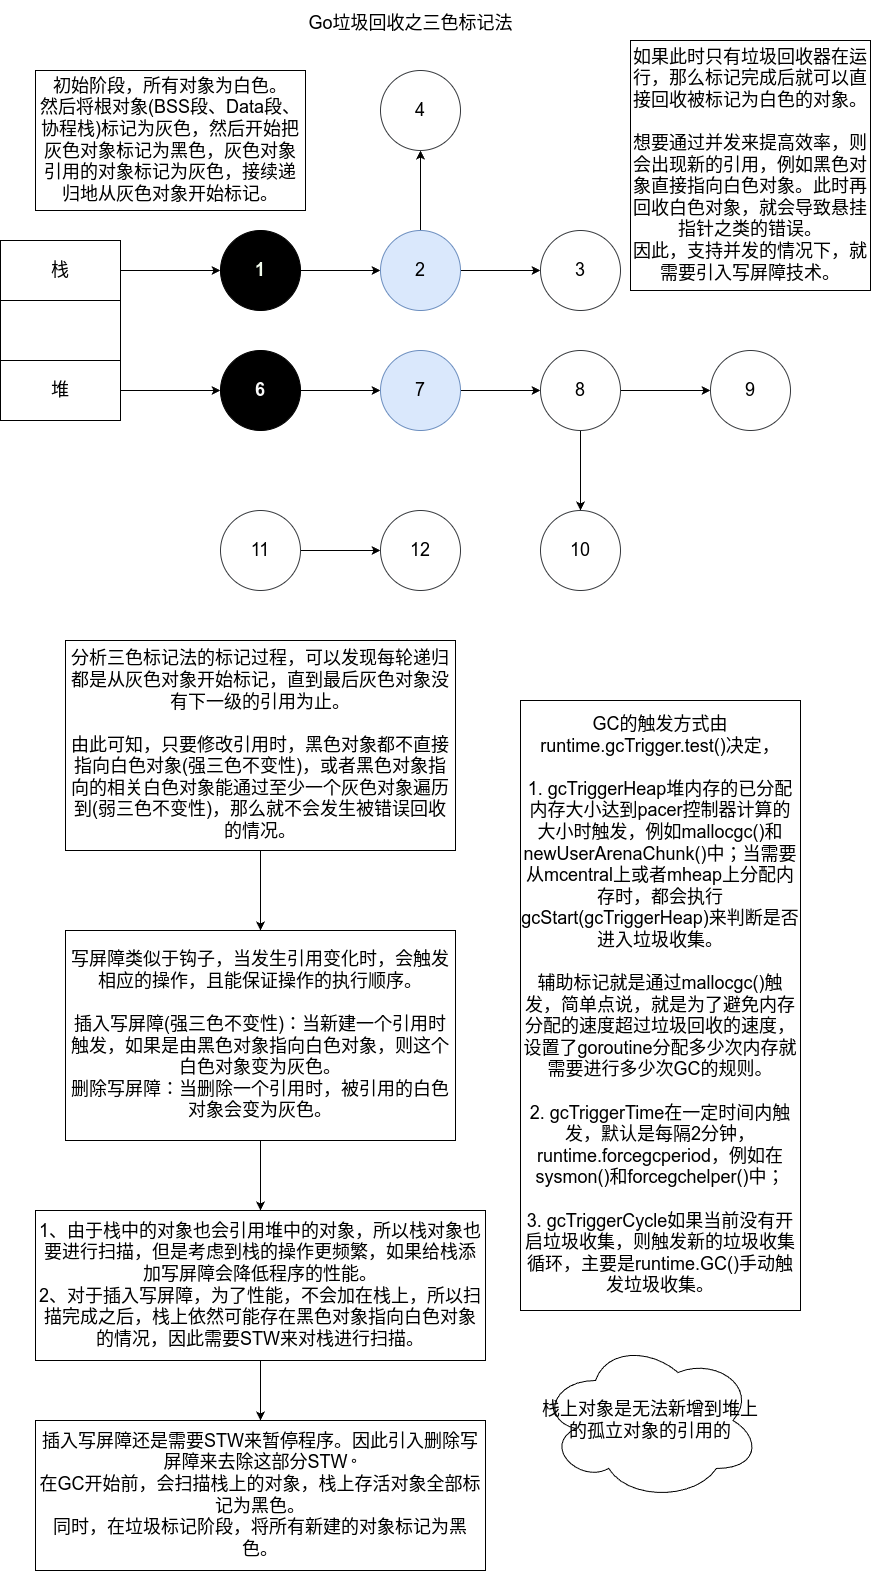 Go垃圾回收之三色标记法
初始阶段，所有对象为白色。
然后将根对象(BSS段、Data段、
协程栈)标记为灰色，然后开始把
灰色对象标记为黑色，灰色对象
引用的对象标记为灰色，接续递
归地从灰色对象开始标记。
4
如果此时只有垃圾回收器在运
行，那么标记完成后就可以直
接回收被标记为白色的对象。
想要通过并发来提高效率，则
会出现新的引用，例如黑色对
象直接指向白色对象。此时再
回收白色对象，就会导致悬挂
指针之类的错误。
因此，支持并发的情况下，就
需要引入写屏障技术。
栈
1
2
3
堆
6
7
8
9
11
12
10
分析三色标记法的标记过程，可以发现每轮递归
都是从灰色对象开始标记，直到最后灰色对象没
有下一级的引用为止。
由此可知，只要修改引用时，黑色对象都不直接
指向白色对象(强三色不变性)，或者黑色对象指
向的相关白色对象能通过至少一个灰色对象遍历
到(弱三色不变性)，那么就不会发生被错误回收
的情况。
写屏障类似于钩子，当发生引用变化时，会触发
相应的操作，且能保证操作的执行顺序。
插入写屏障(强三色不变性)：当新建一个引用时
触发，如果是由黑色对象指向白色对象，则这个
白色对象变为灰色。
删除写屏障：当删除一个引用时，被引用的白色
对象会变为灰色。
1、由于栈中的对象也会引用堆中的对象，所以栈对象也
要进行扫描，但是考虑到栈的操作更频繁，如果给栈添
加写屏障会降低程序的性能。
2、对于插入写屏障，为了性能，不会加在栈上，所以扫
描完成之后，栈上依然可能存在黑色对象指向白色对象
的情况，因此需要STW来对栈进行扫描。
插入写屏障还是需要STW来暂停程序。因此引入删除写
屏障来去除这部分STW。
在GC开始前，会扫描栈上的对象，栈上存活对象全部标
记为黑色。
同时，在垃圾标记阶段，将所有新建的对象标记为黑
色。
GC的触发方式由
runtime.gcTrigger.test()决定，
1. gcTriggerHeap堆内存的已分配
内存大小达到pacer控制器计算的
大小时触发，例如mallocgc()和
newUserArenaChunk()中；当需要
从mcentral上或者mheap上分配内
存时，都会执行
gcStart(gcTriggerHeap)来判断是否
进入垃圾收集。
辅助标记就是通过mallocgc()触
发，简单点说，就是为了避免内存
分配的速度超过垃圾回收的速度，
设置了goroutine分配多少次内存就
需要进行多少次GC的规则。
2. gcTriggerTime在一定时间内触
发，默认是每隔2分钟，
runtime.forcegcperiod，例如在
sysmon()和forcegchelper()中；
3. gcTriggerCycle如果当前没有开
启垃圾收集，则触发新的垃圾收集
循环，主要是runtime.GC()手动触
发垃圾收集。
栈上对象是无法新增到堆上
的孤立对象的引用的